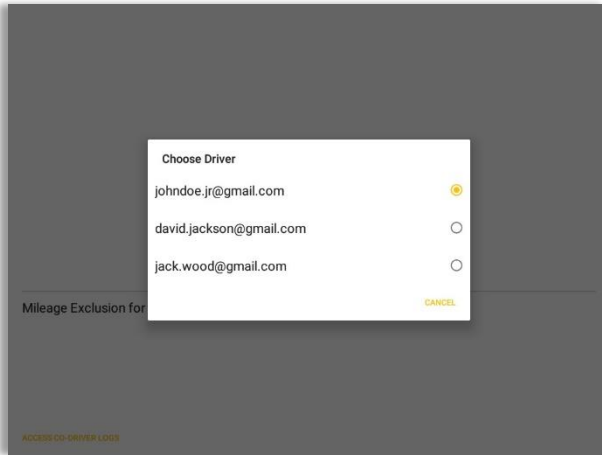 Choose Driver
johndoe.jr@gmail.com
david.jackson@gmail.com
jack.wood@gmail.com
CANCEL
Mileage Exclusion for
ACCESS CO-DRIVER LOGS